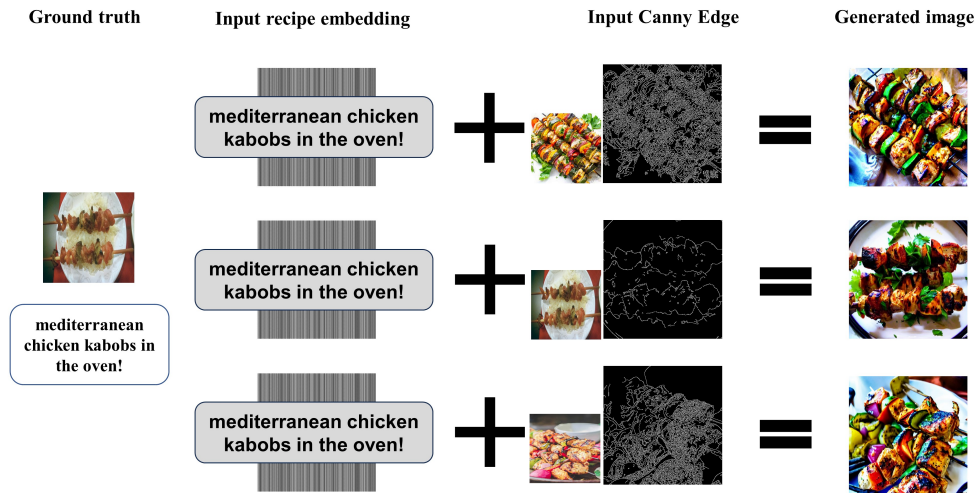 Ground truth
Input recipe embedding
Input Canny Edge
Generated image
mediterranean chicken
kabobs in the oven!
mediterranean
chicken kabobs in
the oven!
mediterranean chicken
kabobs in the oven!
mediterranean chicken
kabobs in the oven!